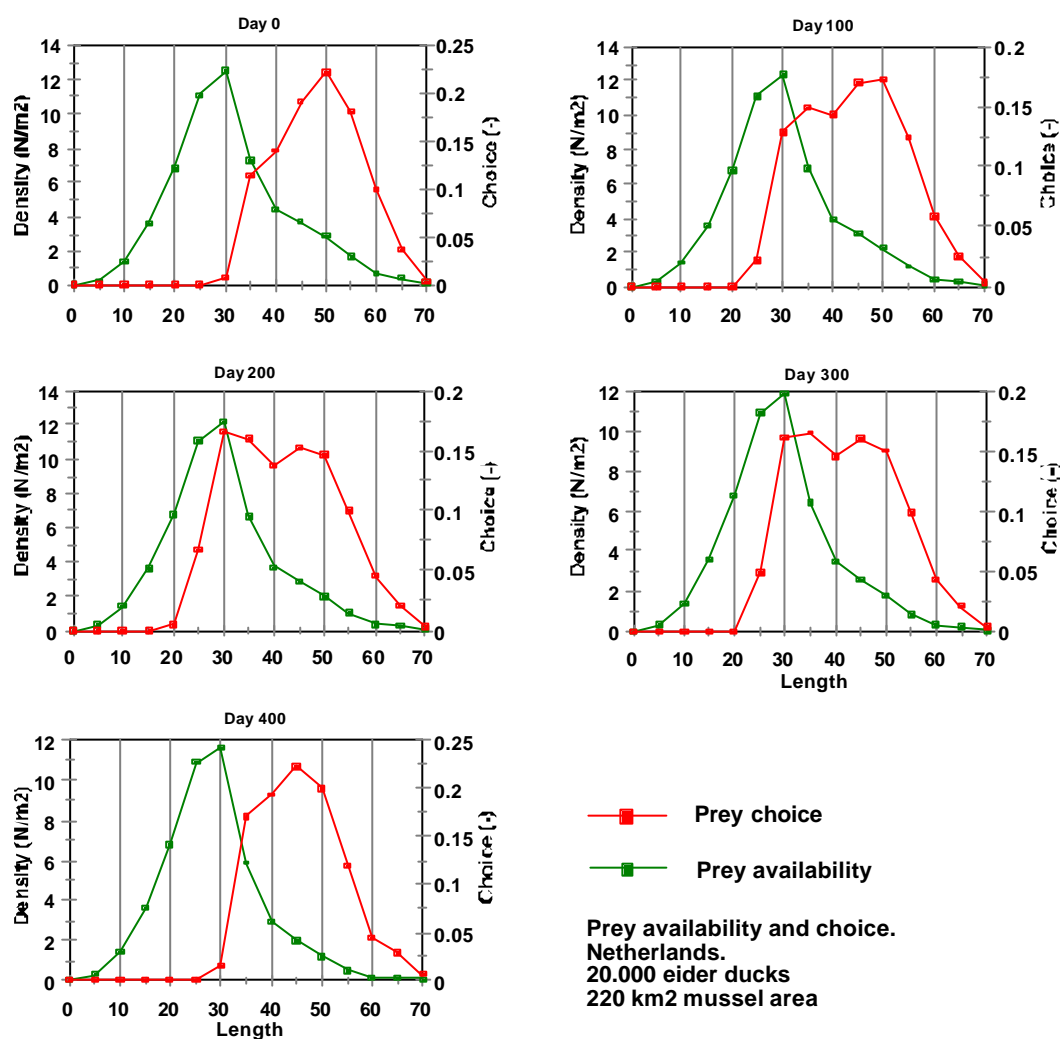 Day 0
14
12
10
8
6
4
2
0
Density (N/m2)
0.25
0.2
0.15
0.1
0.05
0
Choice (-)
0 10 20 30 40 50 60 70
Day 100
14
12
10
8
6
4
2
0
Density (N/m2)
0.2
0.15
0.1
0.05
0
Choice (-)
0 10 20 30 40 50 60 70
Day 200
14
12
10
8
6
4
2
0
Density (N/m2)
0.2
0.15
0.1
0.05
0
Choice (-)
0 10 20 30 40 50 60 70
Day 300
12
10
8
6
4
2
0
Density (N/m2)
0.2
0.15
0.1
0.05
0
Choice (-)
0 10 20 30 40 50 60 70
Length
Day 400
12
10
8
6
4
2
0
Density (N/m2)
0.25
0.2
0.15
0.1
0.05
0
Choice (-)
0 10 20 30 40 50 60 70
Length
Prey choice
Prey availability
Prey availability and choice.
Netherlands.
20.000 eider ducks
220 km2 mussel area